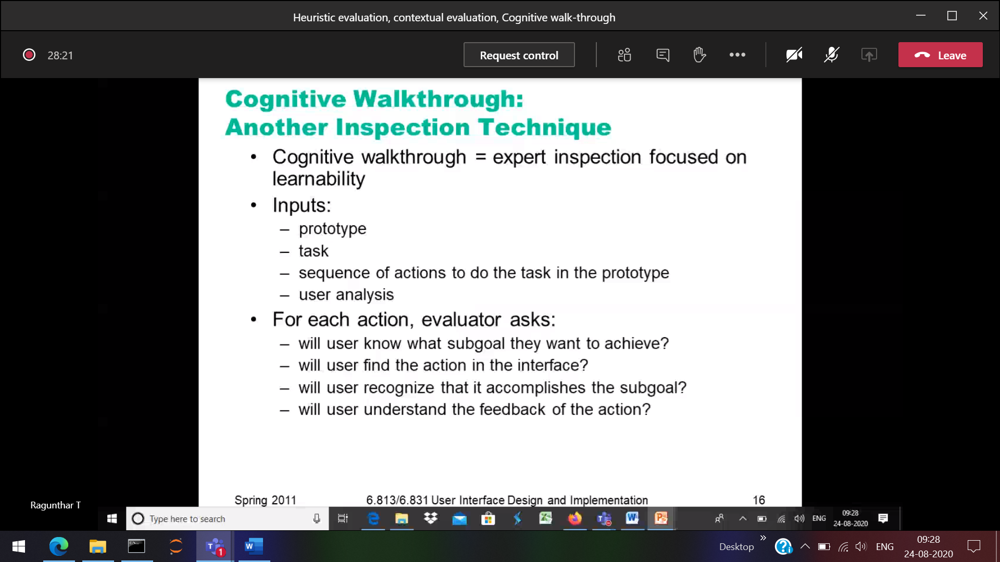 Heuristic evaluation, contextual evaluation, Cognitive walk-through
28:21
Request control
Leave
Cognitive Walkthrough:
Another Inspection Technique
• Cognitive walkthrough = expert inspection focused on
learnability
• Inputs:
– prototype
– task
– sequence of actions to do the task in the prototype
– user analysis
• For each action, evaluator asks:
– will user know what subgoal they want to achieve?
– will user find the action in the interface?
– will user recognize that it accomplishes the subgoal?
– will user understand the feedback of the action?
Spring 2011 6.813/6.831 User Interface Design and Implementation 16
Ragunthar T
Type here to search
ENG
09:28
24-08-2020
Desktop
ENG
09:28
24-08-2020